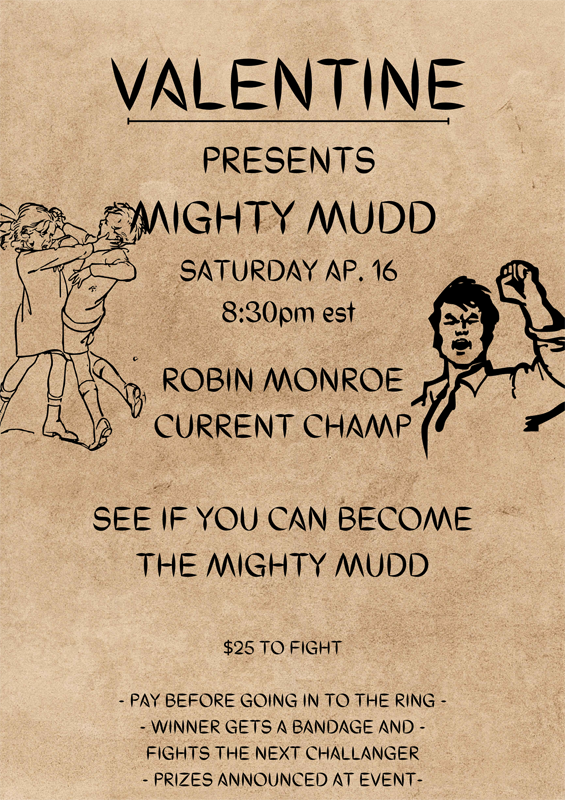 VALENTINE
PRESENTS
MIGHTY MUDD
SATURDAY AP. 16
8:30pm est
ROBIN MONROE
CURRENT CHAMP
SEE IF YOU CAN BECOME
THE MIGHTY MUDD
$25 TO FIGHT
- PAY BEFORE GOING IN TO THE RING -
- WINNER GETS A BANDAGE AND -
FIGHTS THE NEXT CHALLANGER
- PRIZES ANNOUNCED AT EVENT-